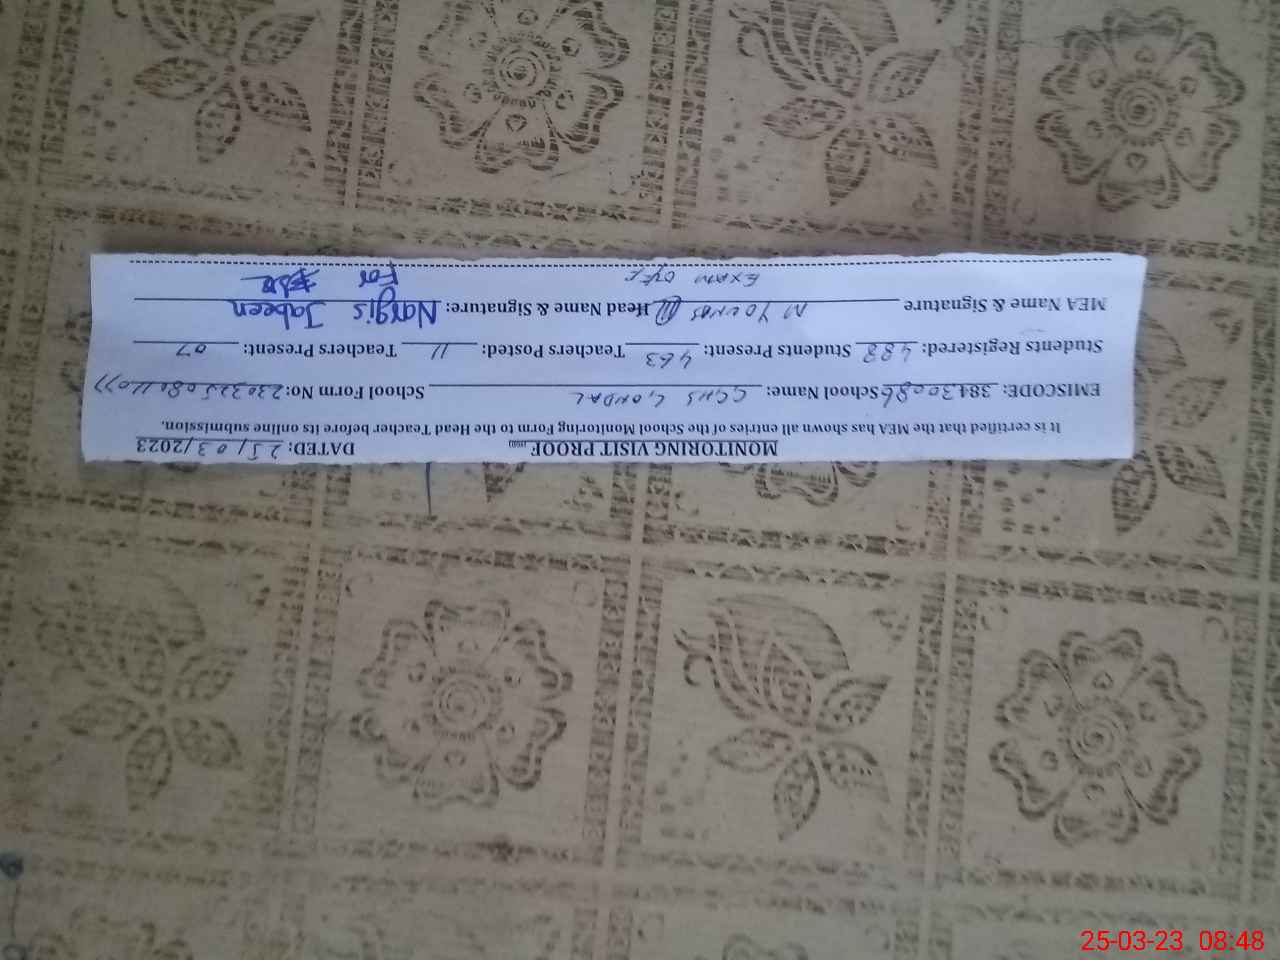 MONITORING VISIT PROOF DATED: 25/03/2023
It is certified that the MEA has shown all entries of the School Monitoring Form to the Head Teacher before its online submission.
EMISCODE: 38430086 School Name: GGHS GONDAL School Form No: 230325080811077
Students Registered: 488 Students Present: 463 Teachers Posted: 11 Teachers Present: 07
MEA Name & Signature M YOUNAS Head Name & Signature: Nargis Jabeen
EXAM For
25-03-23 08:48